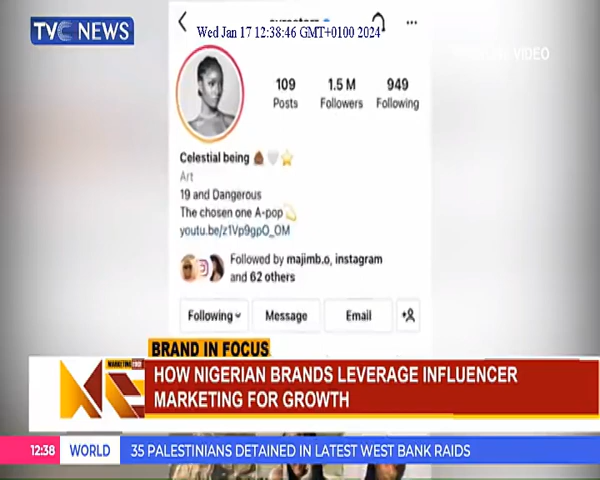 TVC NEWS
Wed Jan 17 12:38:46 GMT+0100 2024
VIDEO
109
Posts
1.5 M
Followers
949
Following
Celestial being
Art
19 and Dangerous
The chosen one A-pop
youtu.be/z1Vp9gpO_OM
Followed by majimb.o, instagram
and 62 others
Following
Message
Email
BRAND IN FOCUS
MARKETING EDGE
HOW NIGERIAN BRANDS LEVERAGE INFLUENCER
MARKETING FOR GROWTH
12:38 WORLD 35 PALESTINIANS DETAINED IN LATEST WEST BANK RAIDS